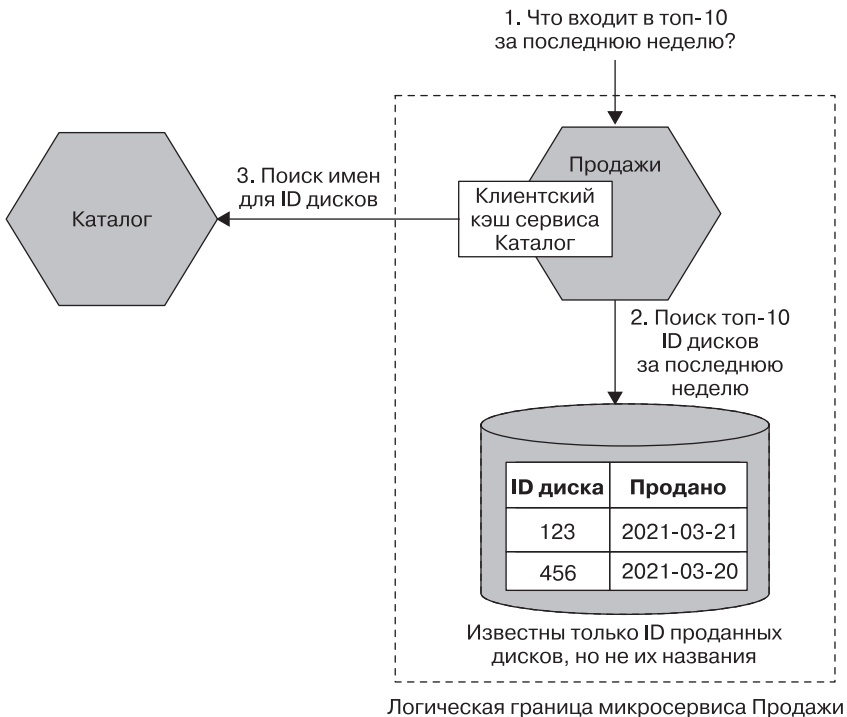 1. Что входит в топ-10
за последнюю неделю?
Продажи
3. Поиск имен
для ID дисков
Каталог
Клиентский
кэш сервиса
Каталог
2. Поиск топ-10
ID дисков
за последнюю
неделю
ID диска Продано
123 2021-03-21
456 2021-03-20
Известны только ID проданных
дисков, но не их названия
Логическая граница микросервиса Продажи